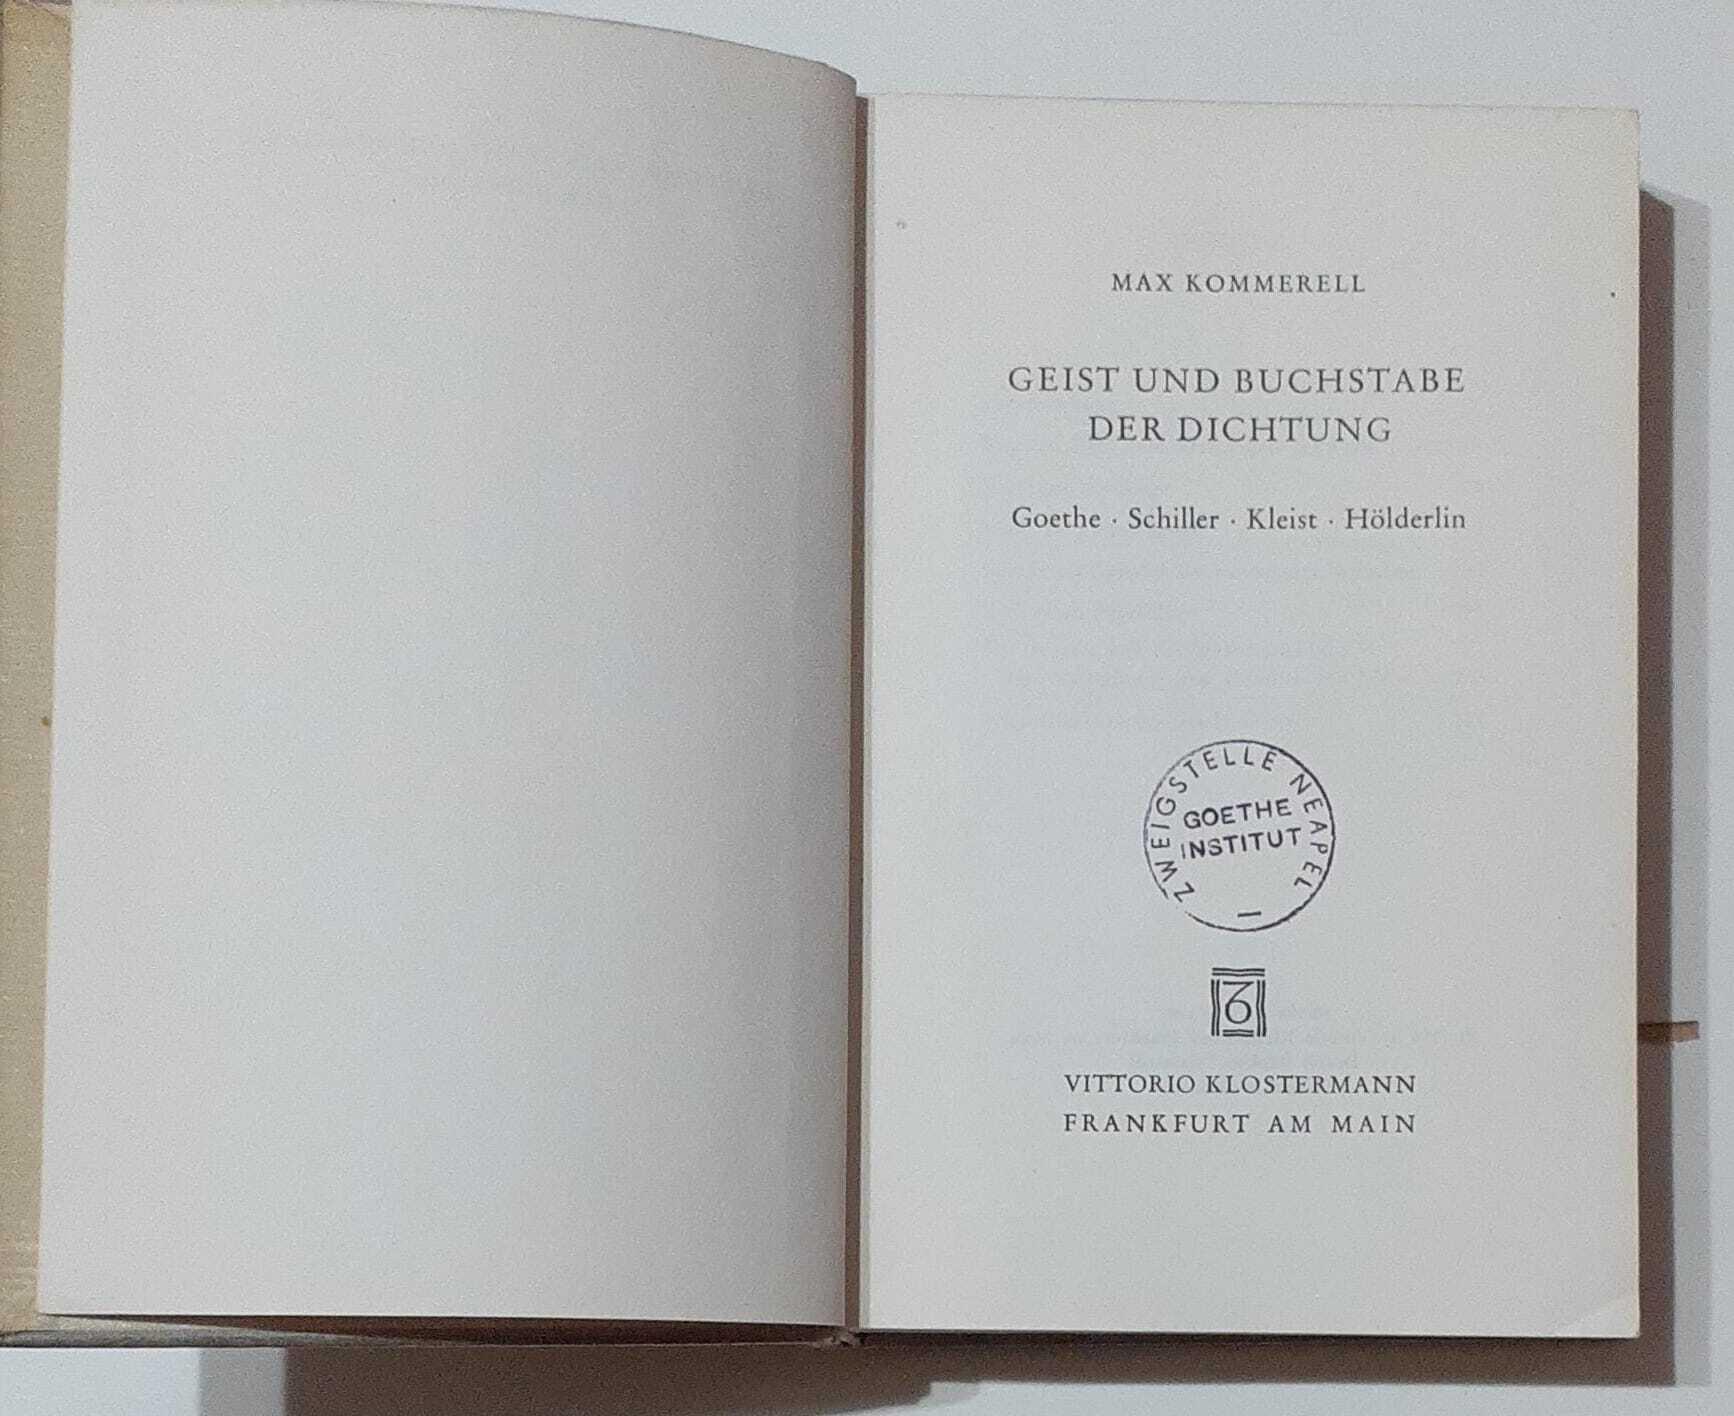 MAX KOMMERELL
GEIST UND BUCHSTABE
DER DICHTUNG
Goethe · Schiller · Kleist · Hölderlin
ZWEIGSTELLE NEAPEL
GOETHE
INSTITUT
VITTORIO KLOSTERMANN
FRANKFURT AM MAIN